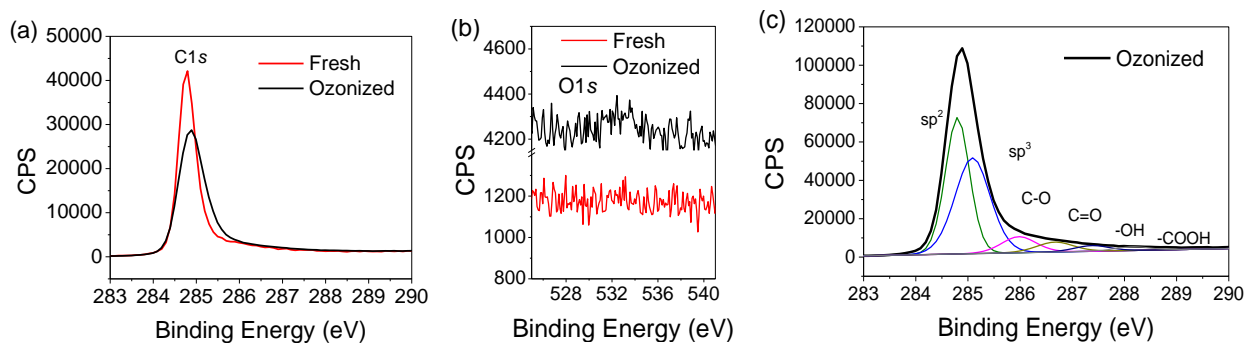 (a)
C1s
Fresh
Ozonized
50000
40000
30000
20000
10000
0
CPS
283 284 285 286 287 288 289 290
Binding Energy (eV)
(b)
Fresh
Ozonized
O1s
4600
4400
4200
1200
1000
800
CPS
528 532 536 540
Binding Energy (eV)
(c)
Ozonized
120000
100000
80000
60000
40000
20000
0
CPS
sp2
sp3
C-O
C=O
-OH
-COOH
283 284 285 286 287 288 289 290
Binding Energy (eV)